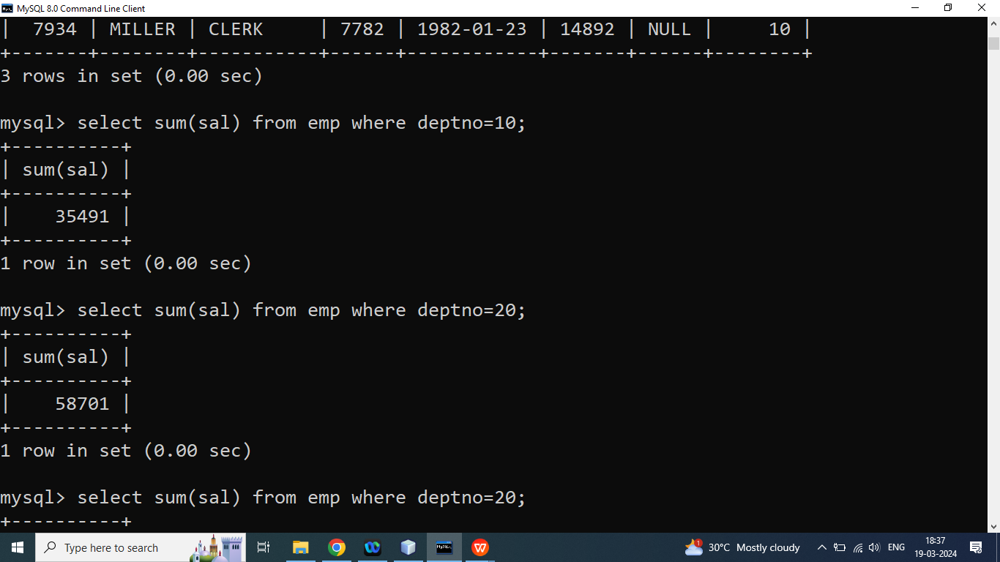 MySQL 8.0 Command Line Client
|  7934 | MILLER | CLERK     | 7782 | 1982-01-23 | 14892 | NULL |     10 |
+-------+--------+-----------+------+------------+-------+------+--------+
3 rows in set (0.00 sec)
mysql> select sum(sal) from emp where deptno=10;
+----------+
| sum(sal) |
+----------+
|    35491 |
+----------+
1 row in set (0.00 sec)
mysql> select sum(sal) from emp where deptno=20;
+----------+
| sum(sal) |
+----------+
|    58701 |
+----------+
1 row in set (0.00 sec)
mysql> select sum(sal) from emp where deptno=20;
+----------+
Type here to search
1
30°C Mostly cloudy
ENG
18:37
19-03-2024